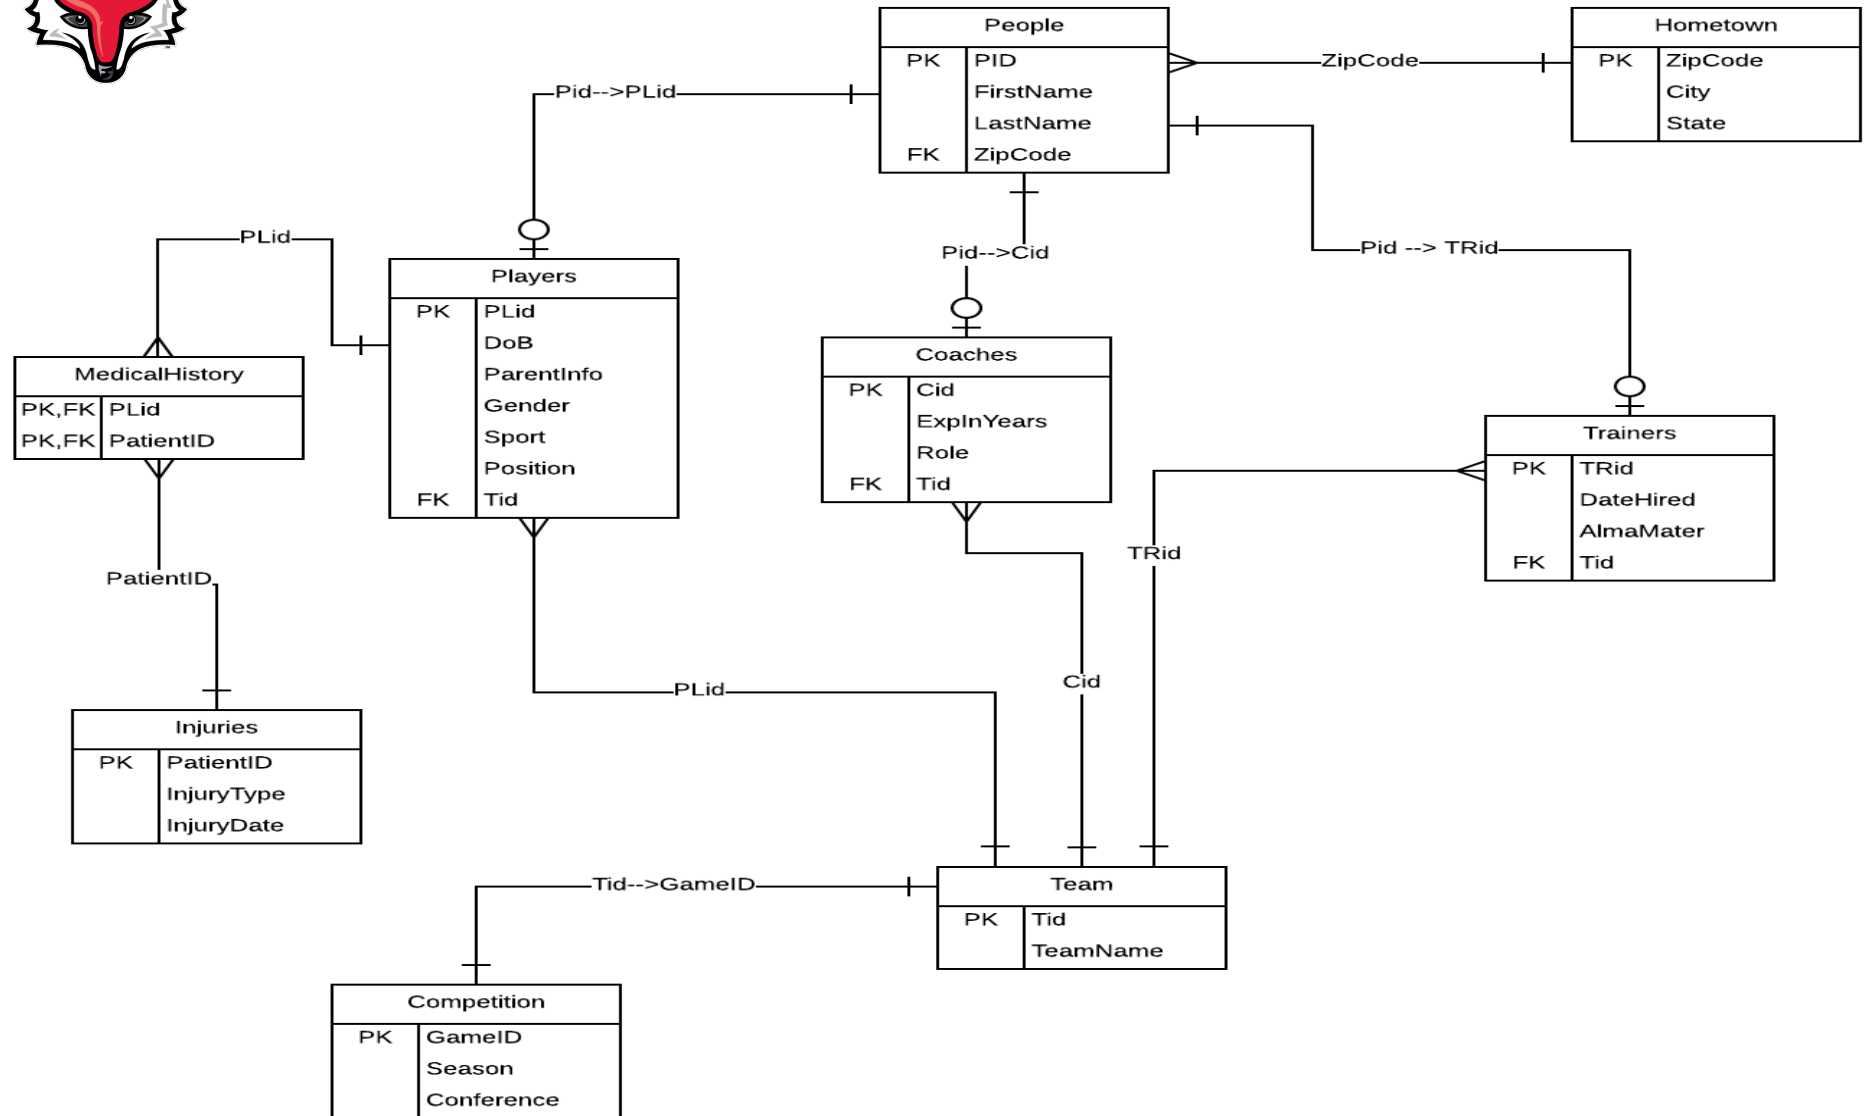 People
PK PID
FirstName
LastName
FK ZipCode
ZipCode
Hometown
PK ZipCode
City
State
Pid-->PLid
Pid-->Cid
Pid --> TRid
PLid
Players
PK PLid
DoB
ParentInfo
Gender
Sport
Position
FK Tid
MedicalHistory
PK,FK PLid
PK,FK PatientID
Coaches
PK Cid
ExpInYears
Role
FK Tid
Trainers
PK TRid
DateHired
AlmaMater
FK Tid
PatientID
TRid
Cid
PLid
Injuries
PK PatientID
InjuryType
InjuryDate
Tid-->GameID
Team
PK Tid
TeamName
Competition
PK GameID
Season
Conference